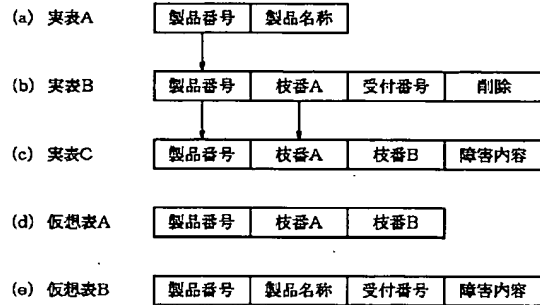 (a) 実表A 製品番号 製品名称
(b) 実表B 製品番号 枝番A 受付番号 削除
(c) 実表C 製品番号 枝番A 枝番B 障害内容
(d) 仮想表A 製品番号 枝番A 枝番B
(e) 仮想表B 製品番号 製品名称 受付番号 障害内容